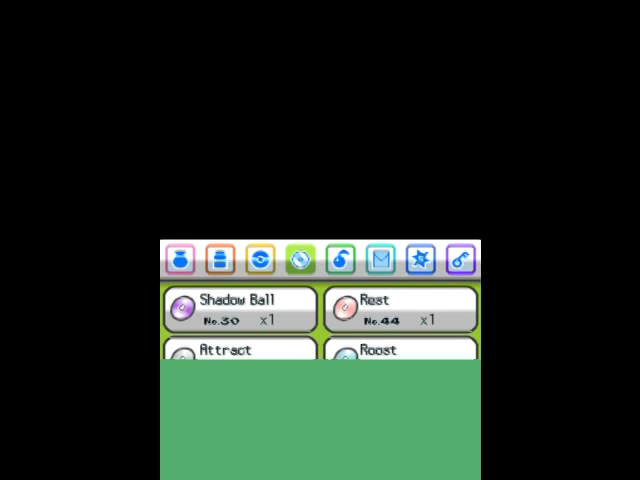 Shadow Ball
No.30 x1
Rest
No.44 x1
Attract
Roost